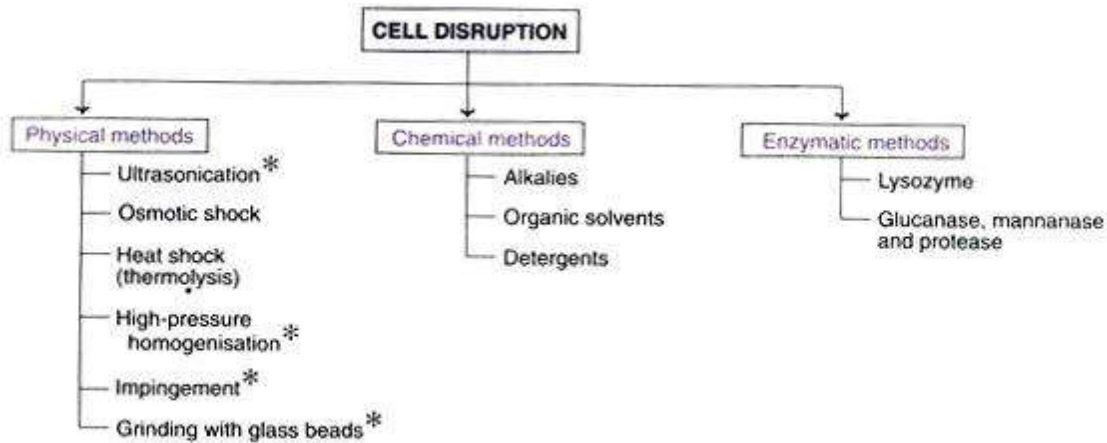 CELL DISRUPTION
Physical methods
Ultrasonication*
Osmotic shock
Heat shock
(thermolysis)
High-pressure
homogenisation*
Impingement*
Grinding with glass beads*
Chemical methods
Alkalies
Organic solvents
Detergents
Enzymatic methods
Lysozyme
Glucanase, mannanase
and protease